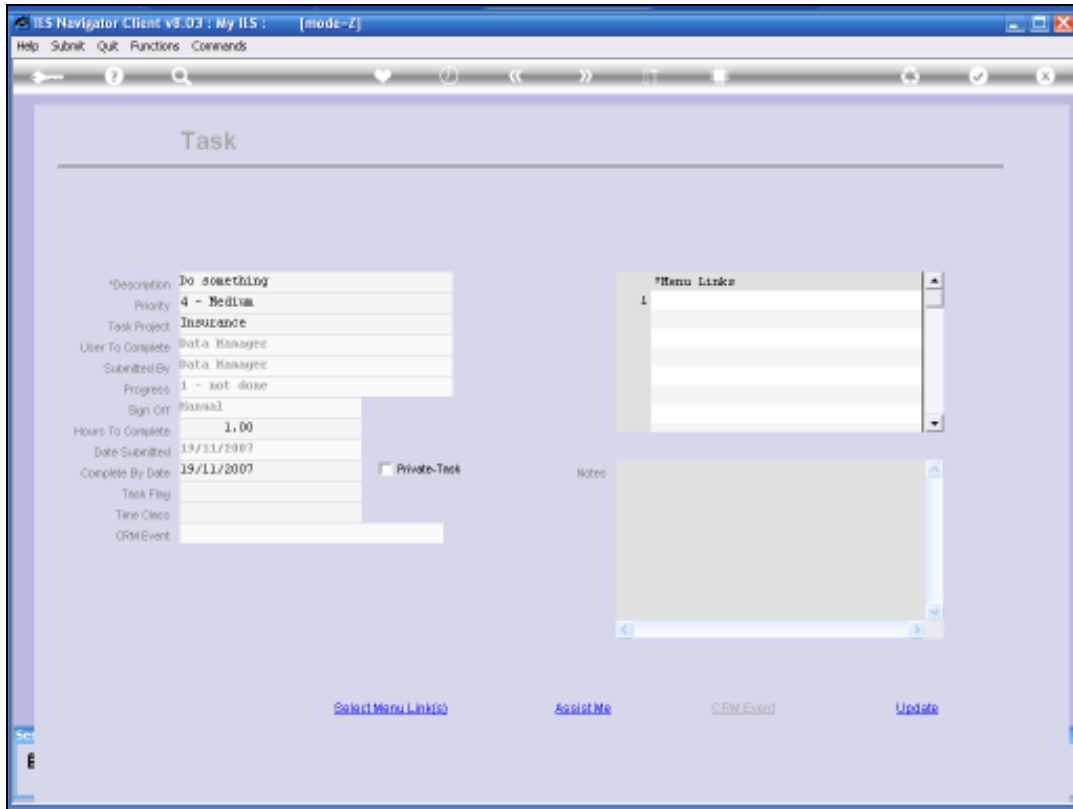 IES Navigator Client v8.03 : My IES : [mode=Z]
Help Submit Quit Functions Commands
Task
*Description Do something
Priority 4 - Medium
Task Project Insurance
User To Complete Data Manager
Submitted By Data Manager
Progress 1 - not done
Sign Off Manual
Hours To Complete 1.00
Date Submitted 19/11/2007
Complete By Date 19/11/2007
Private-Task
Task Flag
Time Class
CRM Event
*Menu Links
1
Notes
Select Menu Link(s) Assist Me CRM Event Update